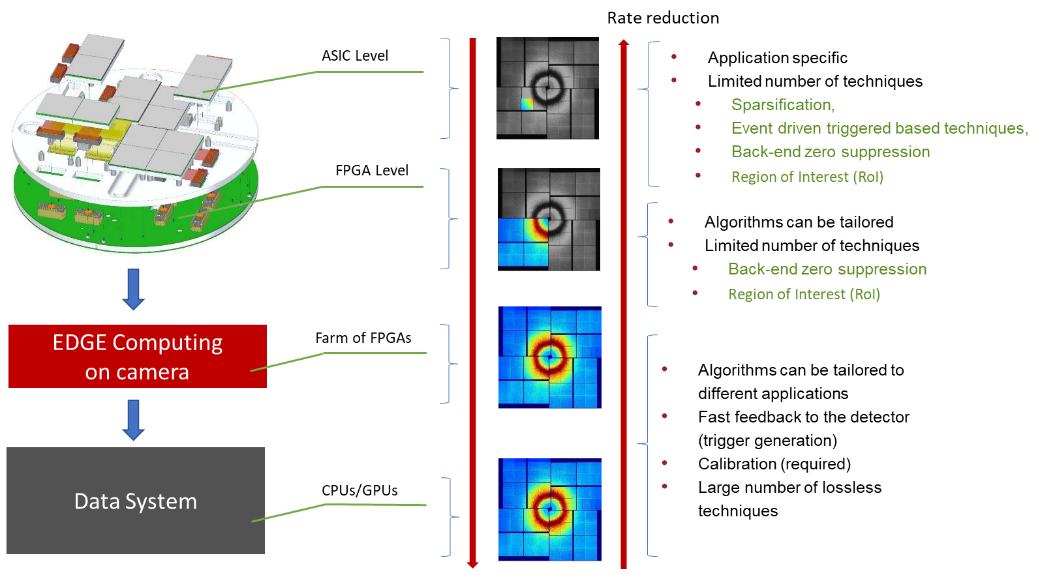 Rate reduction
ASIC Level
FPGA Level
EDGE Computing
on camera
Farm of FPGAs
Data System
CPUs/GPUs
• Application specific
• Limited number of techniques
• Sparsification,
• Event driven triggered based techniques,
• Back-end zero suppression
• Region of Interest (RoI)
• Algorithms can be tailored
• Limited number of techniques
• Back-end zero suppression
• Region of Interest (RoI)
• Algorithms can be tailored to
different applications
• Fast feedback to the detector
(trigger generation)
• Calibration (required)
• Large number of lossless
techniques